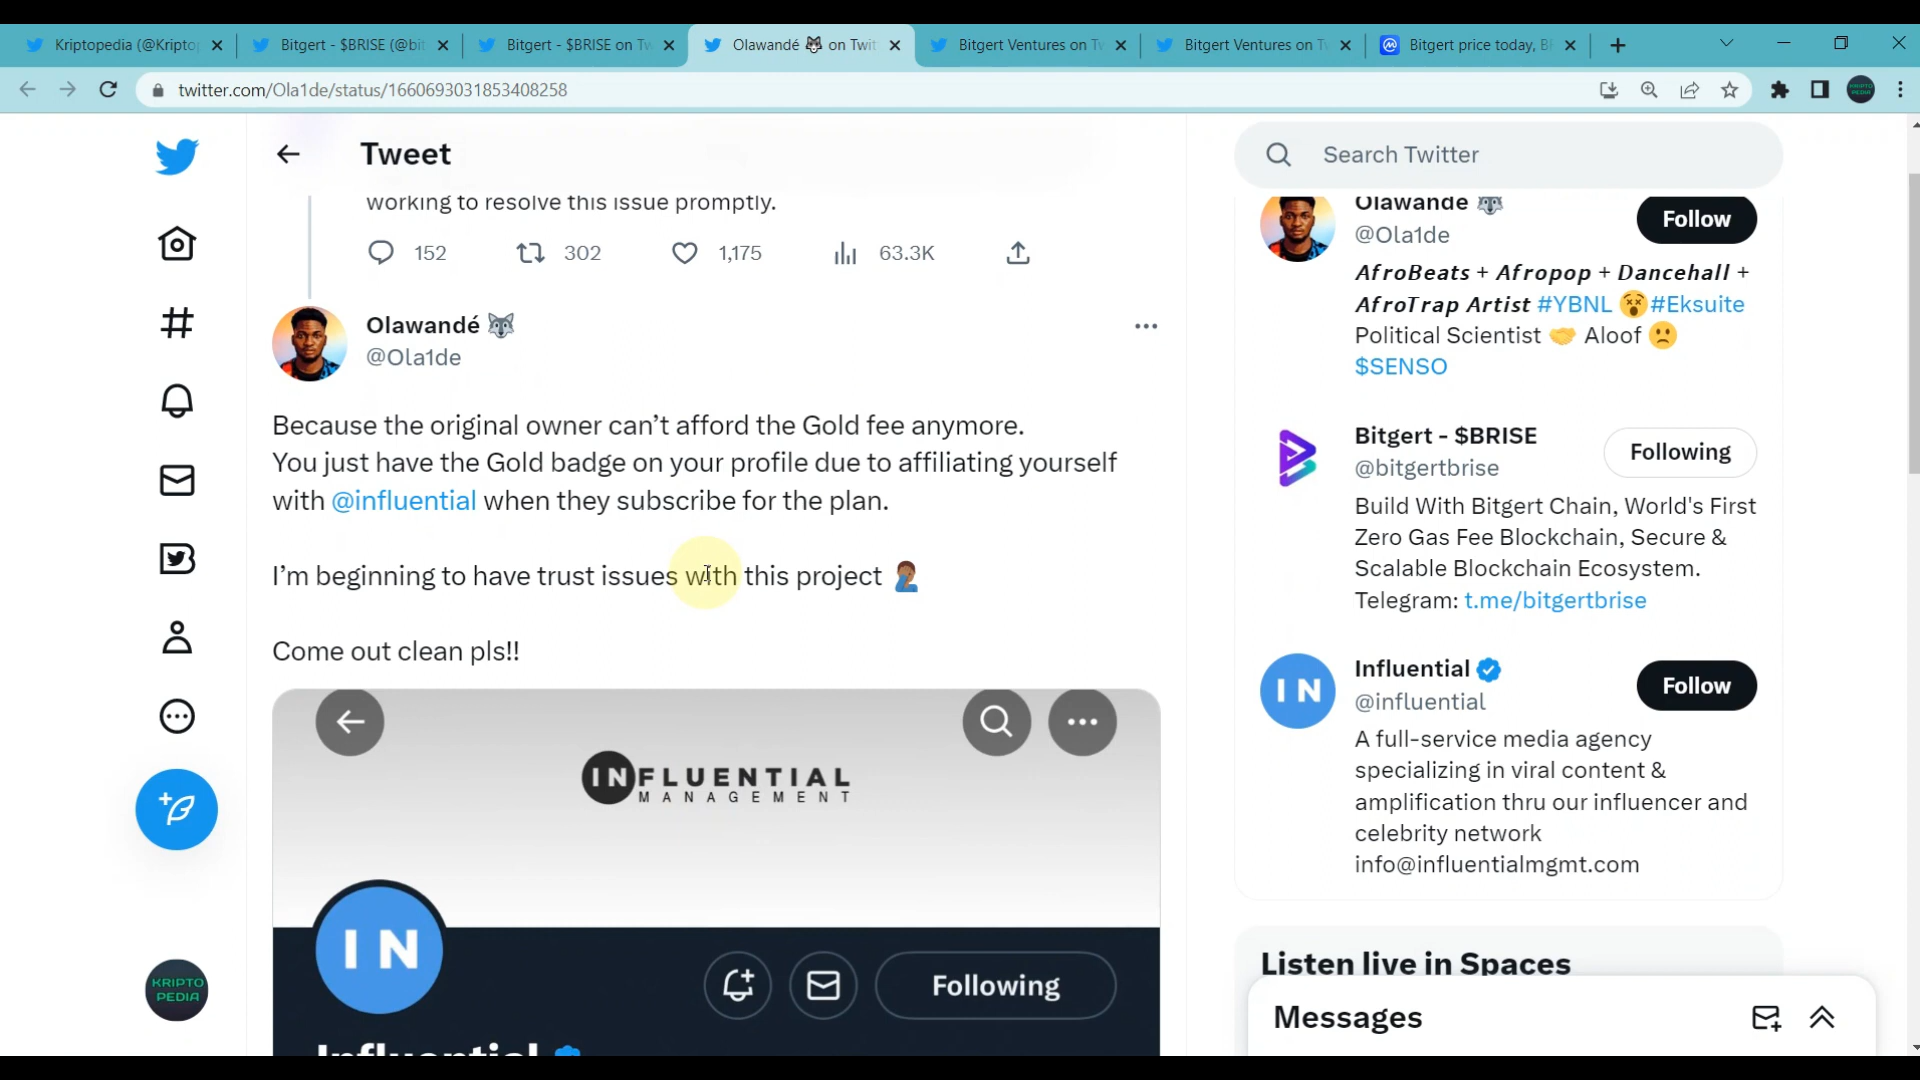 Kriptopedia (@Kripto
Bitgert - $BRISE (@bit
Bitgert - $BRISE on Tw
Olawandé 🐺 on Twit
Bitgert Ventures on T
Bitgert Ventures on T
Bitgert price today, B
twitter.com/Ola1de/status/1660693031853408258
Tweet
working to resolve this issue promptly.
152 302 1,175 63.3K
Olawandé 🐺
@Ola1de
Because the original owner can’t afford the Gold fee anymore.
You just have the Gold badge on your profile due to affiliating yourself
with @influential when they subscribe for the plan.
I’m beginning to have trust issues with this project 🤦🏾‍♂️
Come out clean pls!!
INFLUENTIAL
MANAGEMENT
IN
Following
Influential
KRIPTO
PEDIA
Search Twitter
Olawandé 🐺
@Ola1de
Follow
AfroBeats + Afropop + Dancehall +
AfroTrap Artist #YBNL 😵#Eksuite
Political Scientist 🤝 Aloof 🙁
$SENSO
Bitgert - $BRISE
@bitgertbrise
Following
Build With Bitgert Chain, World's First
Zero Gas Fee Blockchain, Secure &
Scalable Blockchain Ecosystem.
Telegram: t.me/bitgertbrise
IN
Influential
@influential
Follow
A full-service media agency
specializing in viral content &
amplification thru our influencer and
celebrity network
info@influentialmgmt.com
Listen live in Spaces
Messages